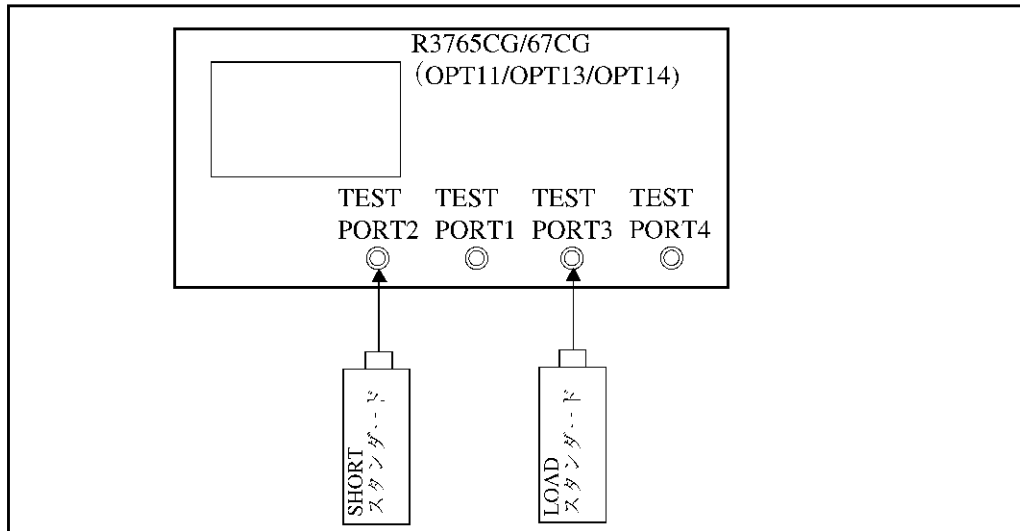 R3765CG/67CG
(OPT11/OPT13/OPT14)
TEST TEST TEST TEST
PORT2 PORT1 PORT3 PORT4
SHORT
スタンダード
LOAD
スタンダード